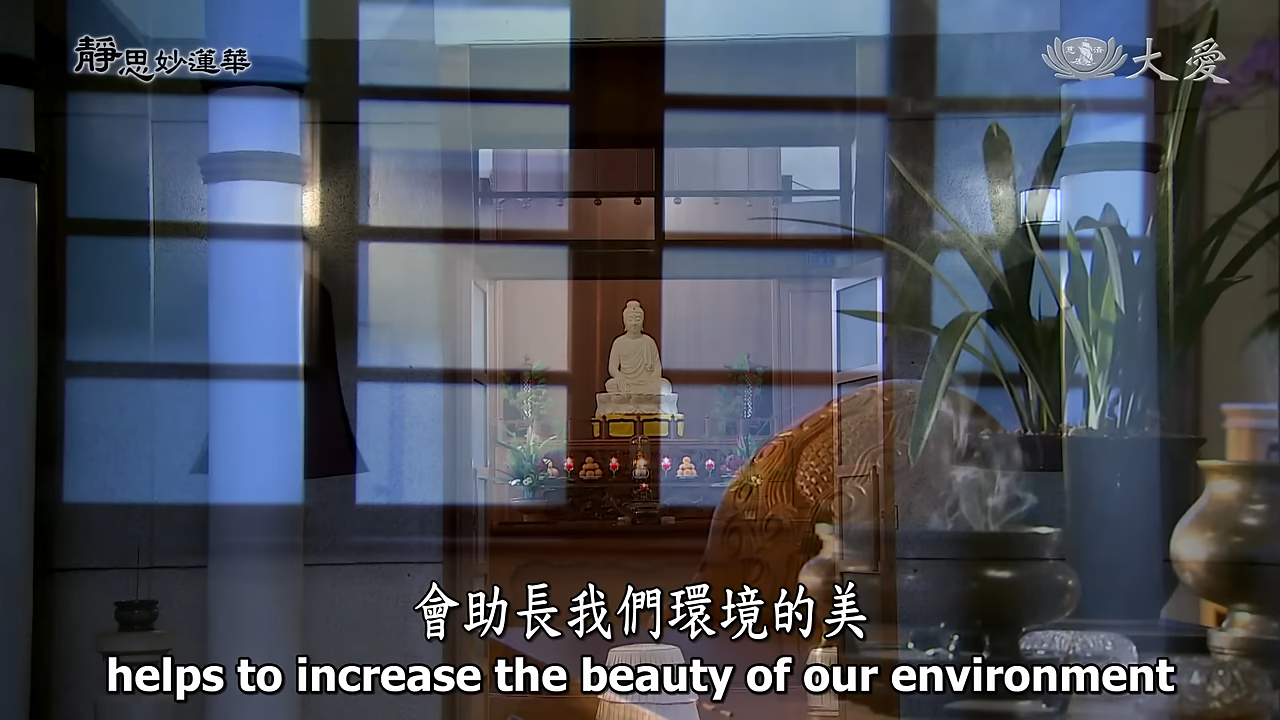 靜思妙蓮華
大愛
會助長我們環境的美
helps to increase the beauty of our environment